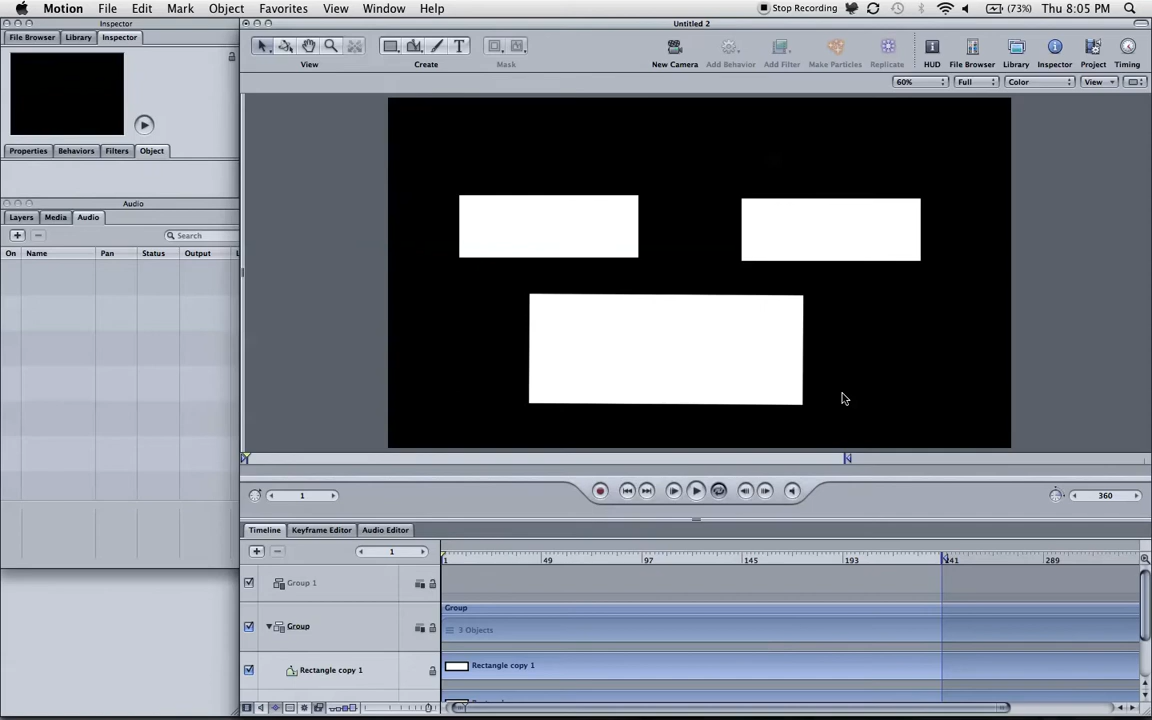 Motion File Edit Mark Object Favorites View Window Help Stop Recording (73%) Thu 8:05 PM
Inspector
Untitled 2
File Browser Library Inspector
View Create Mask New Camera Add Behavior Add Filter Make Particles Replicate HUD File Browser Library Inspector Project Timing
60% Full Color View
Properties Behaviors Filters Object
Audio
Layers Media Audio
Search
On Name Pan Status Output L
1 360
Timeline Keyframe Editor Audio Editor
1
1 49 97 145 193 241 289
Group 1
Group
Group
3 Objects
Rectangle copy 1 Rectangle copy 1